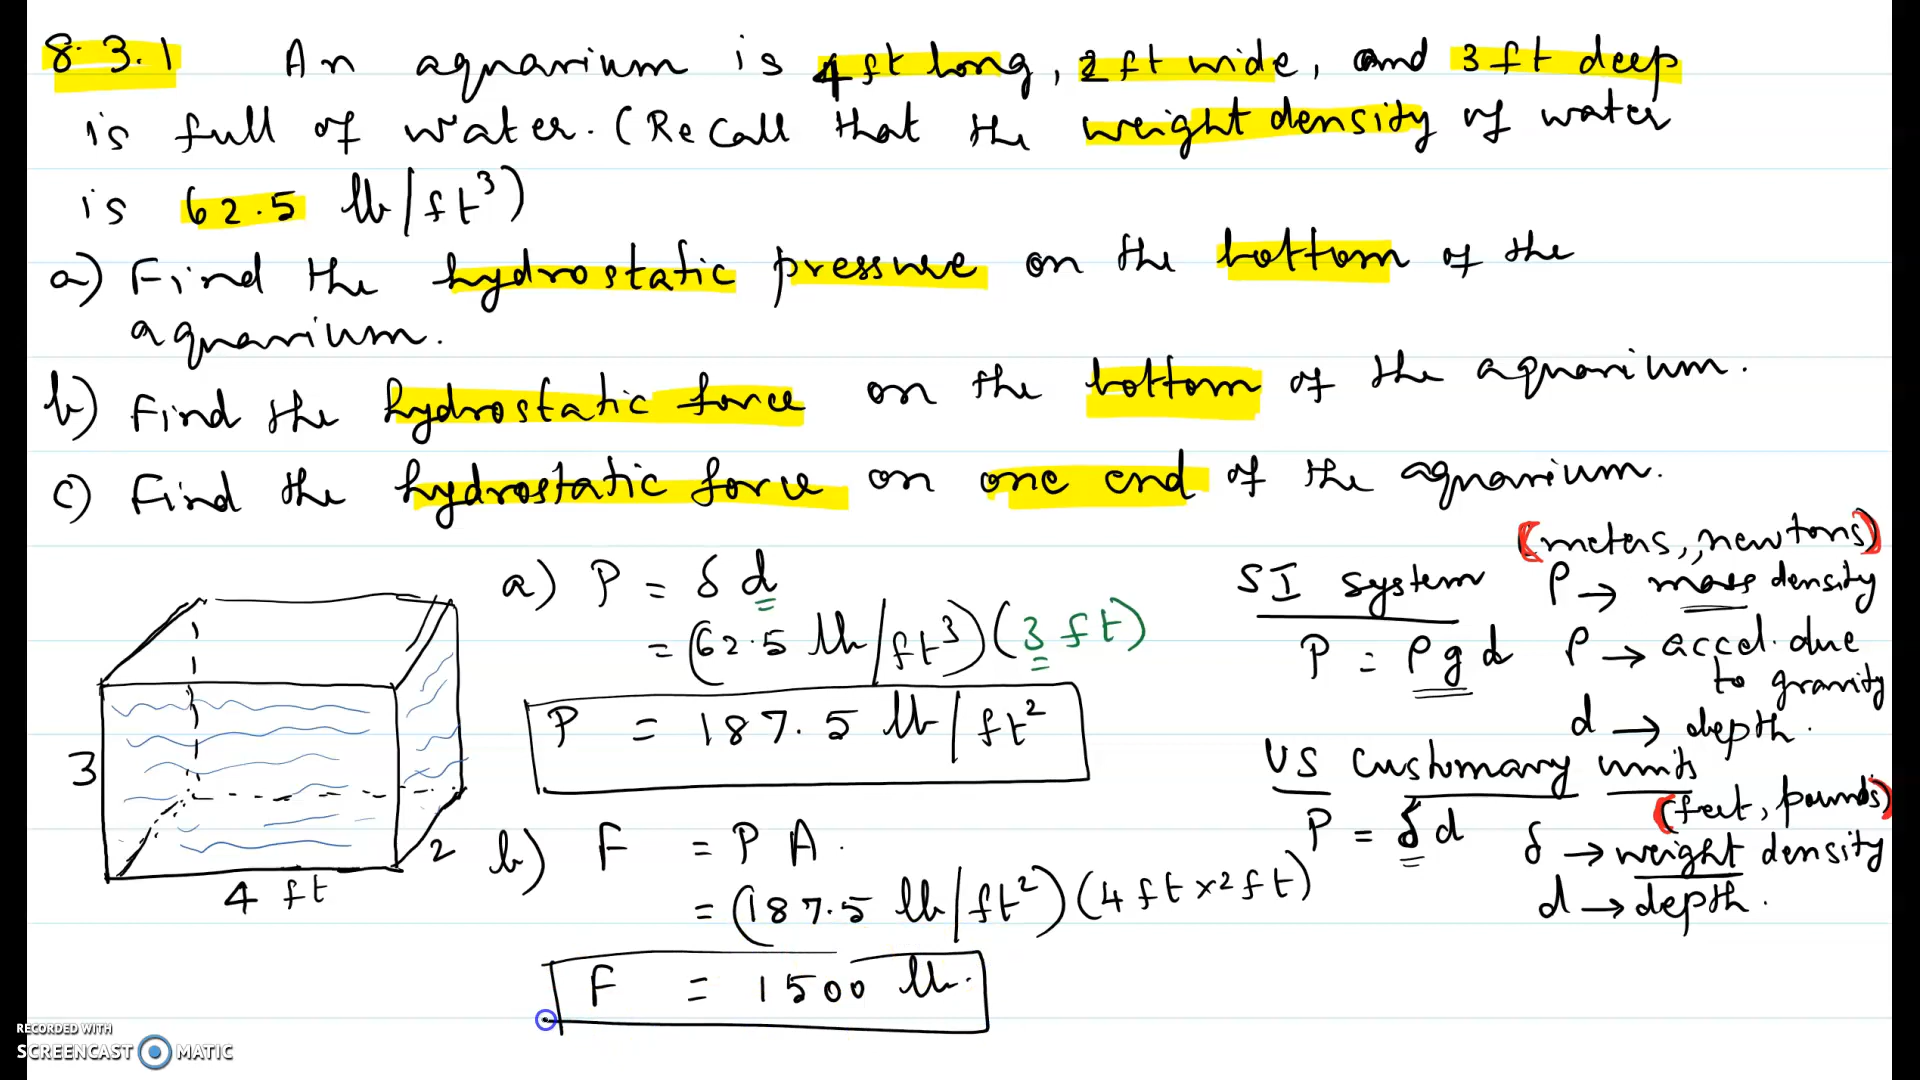 8.3.1 An aquarium is 4 ft long, 2 ft wide, and 3 ft deep
is full of water. (Recall that the weight density of water
is 62.5 lb/ft³)
a) Find the hydrostatic pressure on the bottom of the
aquarium.
b) Find the hydrostatic force on the bottom of the aquarium.
c) Find the hydrostatic force on one end of the aquarium.
3
2
4 ft
a) P = δ d
= (62.5 lb/ft³)(3 ft)
P = 187.5 lb/ft²
b) F = P A.
= (187.5 lb/ft²)(4 ft x 2 ft)
F = 1500 lb.
(meters, newtons)
SI system
ρ → mass density
P = ρ g d
ρ → accel. due
to gravity
d → depth.
US Customary units
(feet, pounds)
P = δ d
δ → weight density
d → depth.
RECORDED WITH
SCREENCAST MATIC